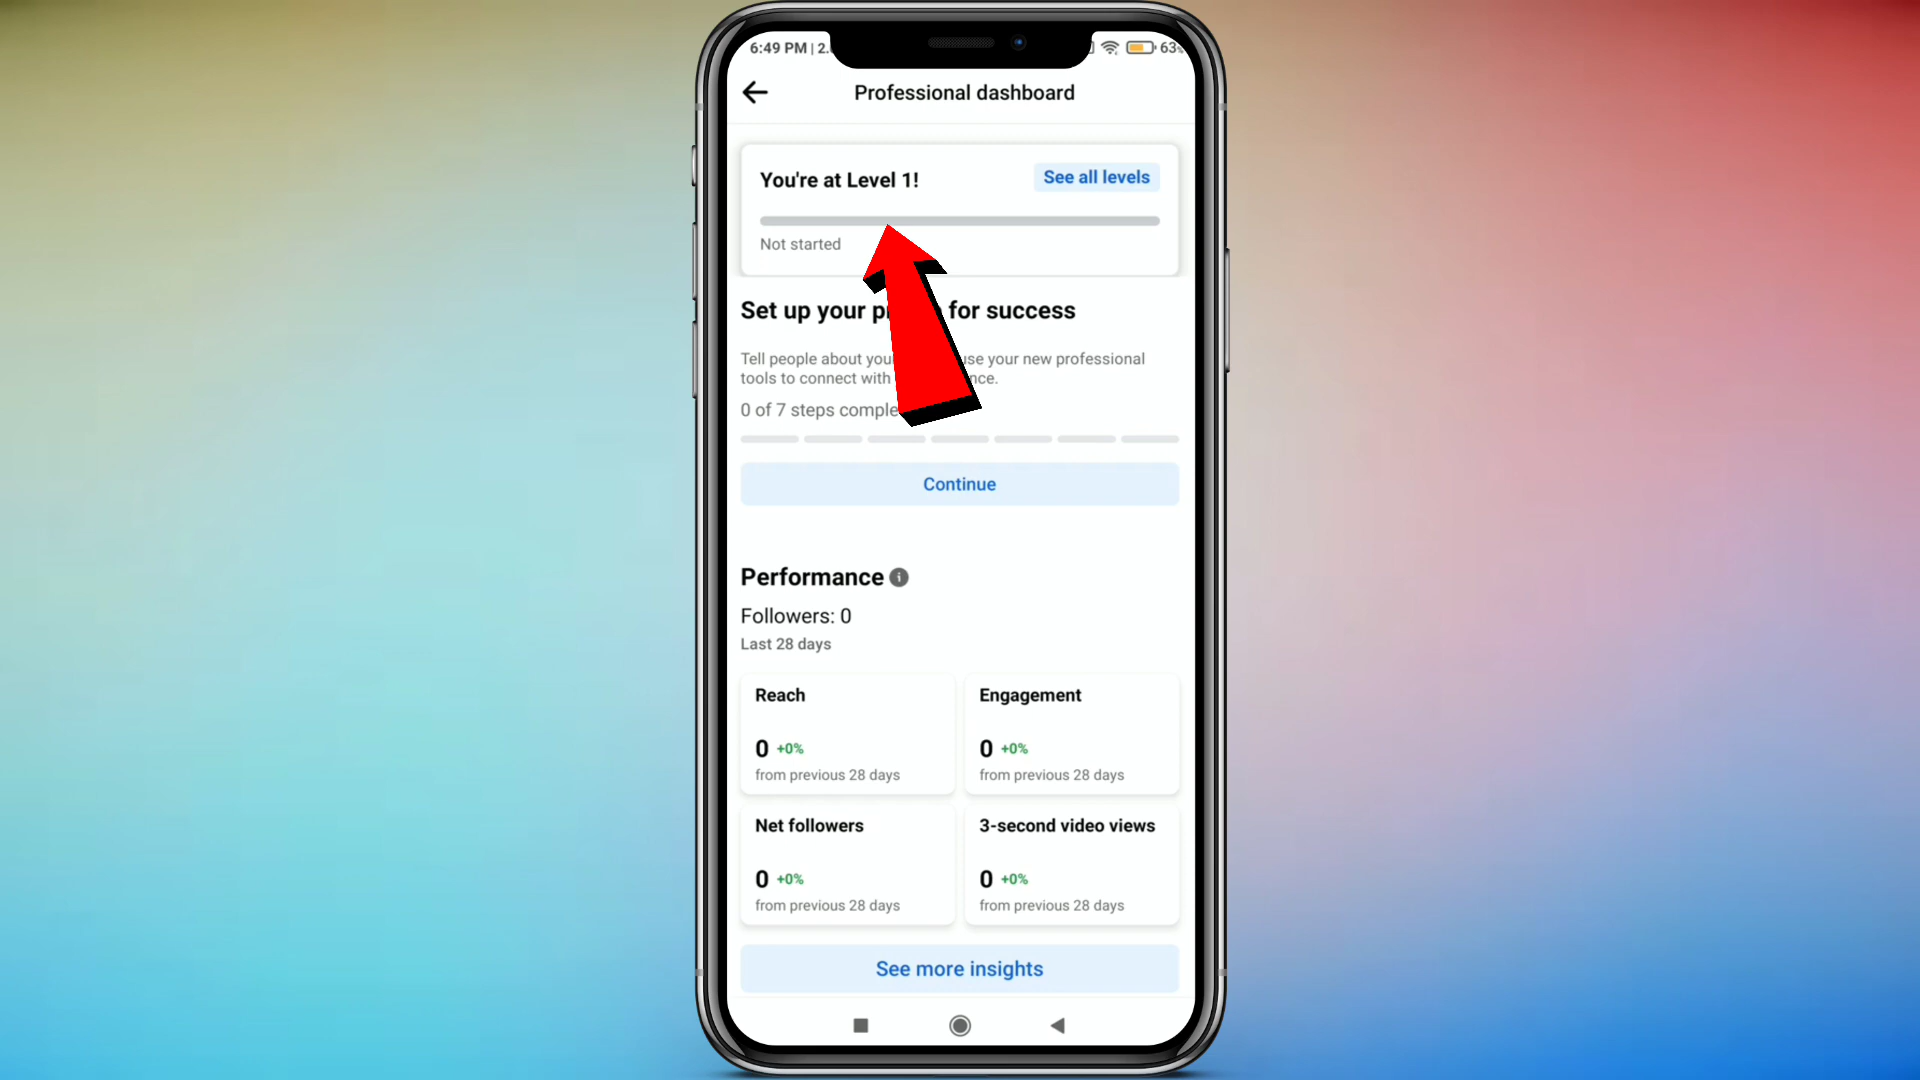 6:49 PM | 2.
63%
Professional dashboard
You're at Level 1!
See all levels
Not started
Set up your for success
Tell people about you use your new professional
tools to connect with
0 of 7 steps
Continue
Performance
Followers: 0
Last 28 days
Reach
Engagement
0 +0%
0 +0%
from previous 28 days
from previous 28 days
Net followers
3-second video views
0 +0%
0 +0%
from previous 28 days
from previous 28 days
See more insights